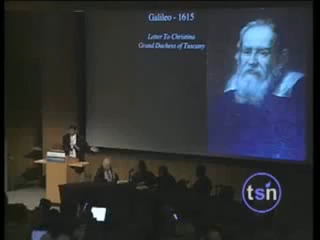 Galileo - 1615
Letter To Christina
Grand Duchess of Tuscany
tsn